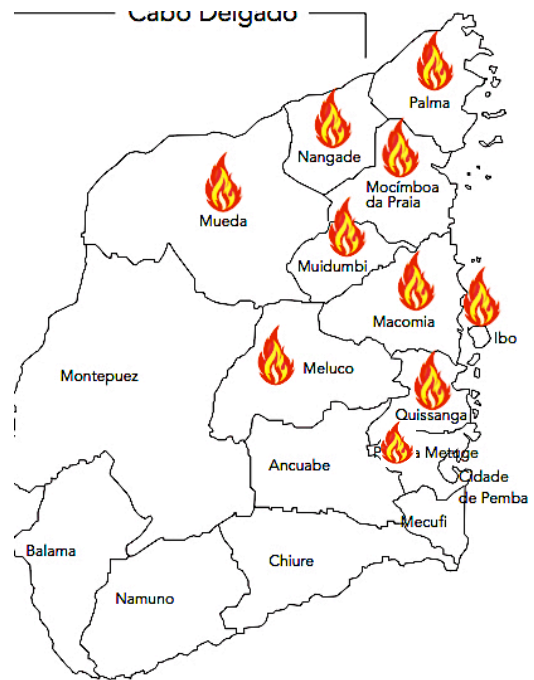 Cabo Delgado
Palma
Nangade
Mocímboa
da Praia
Mueda
Muidumbi
Macomia
Ibo
Meluco
Montepuez
Quissanga
Metuge
Ancuabe
Cidade
de Pemba
Mecufi
Balama
Chiure
Namuno